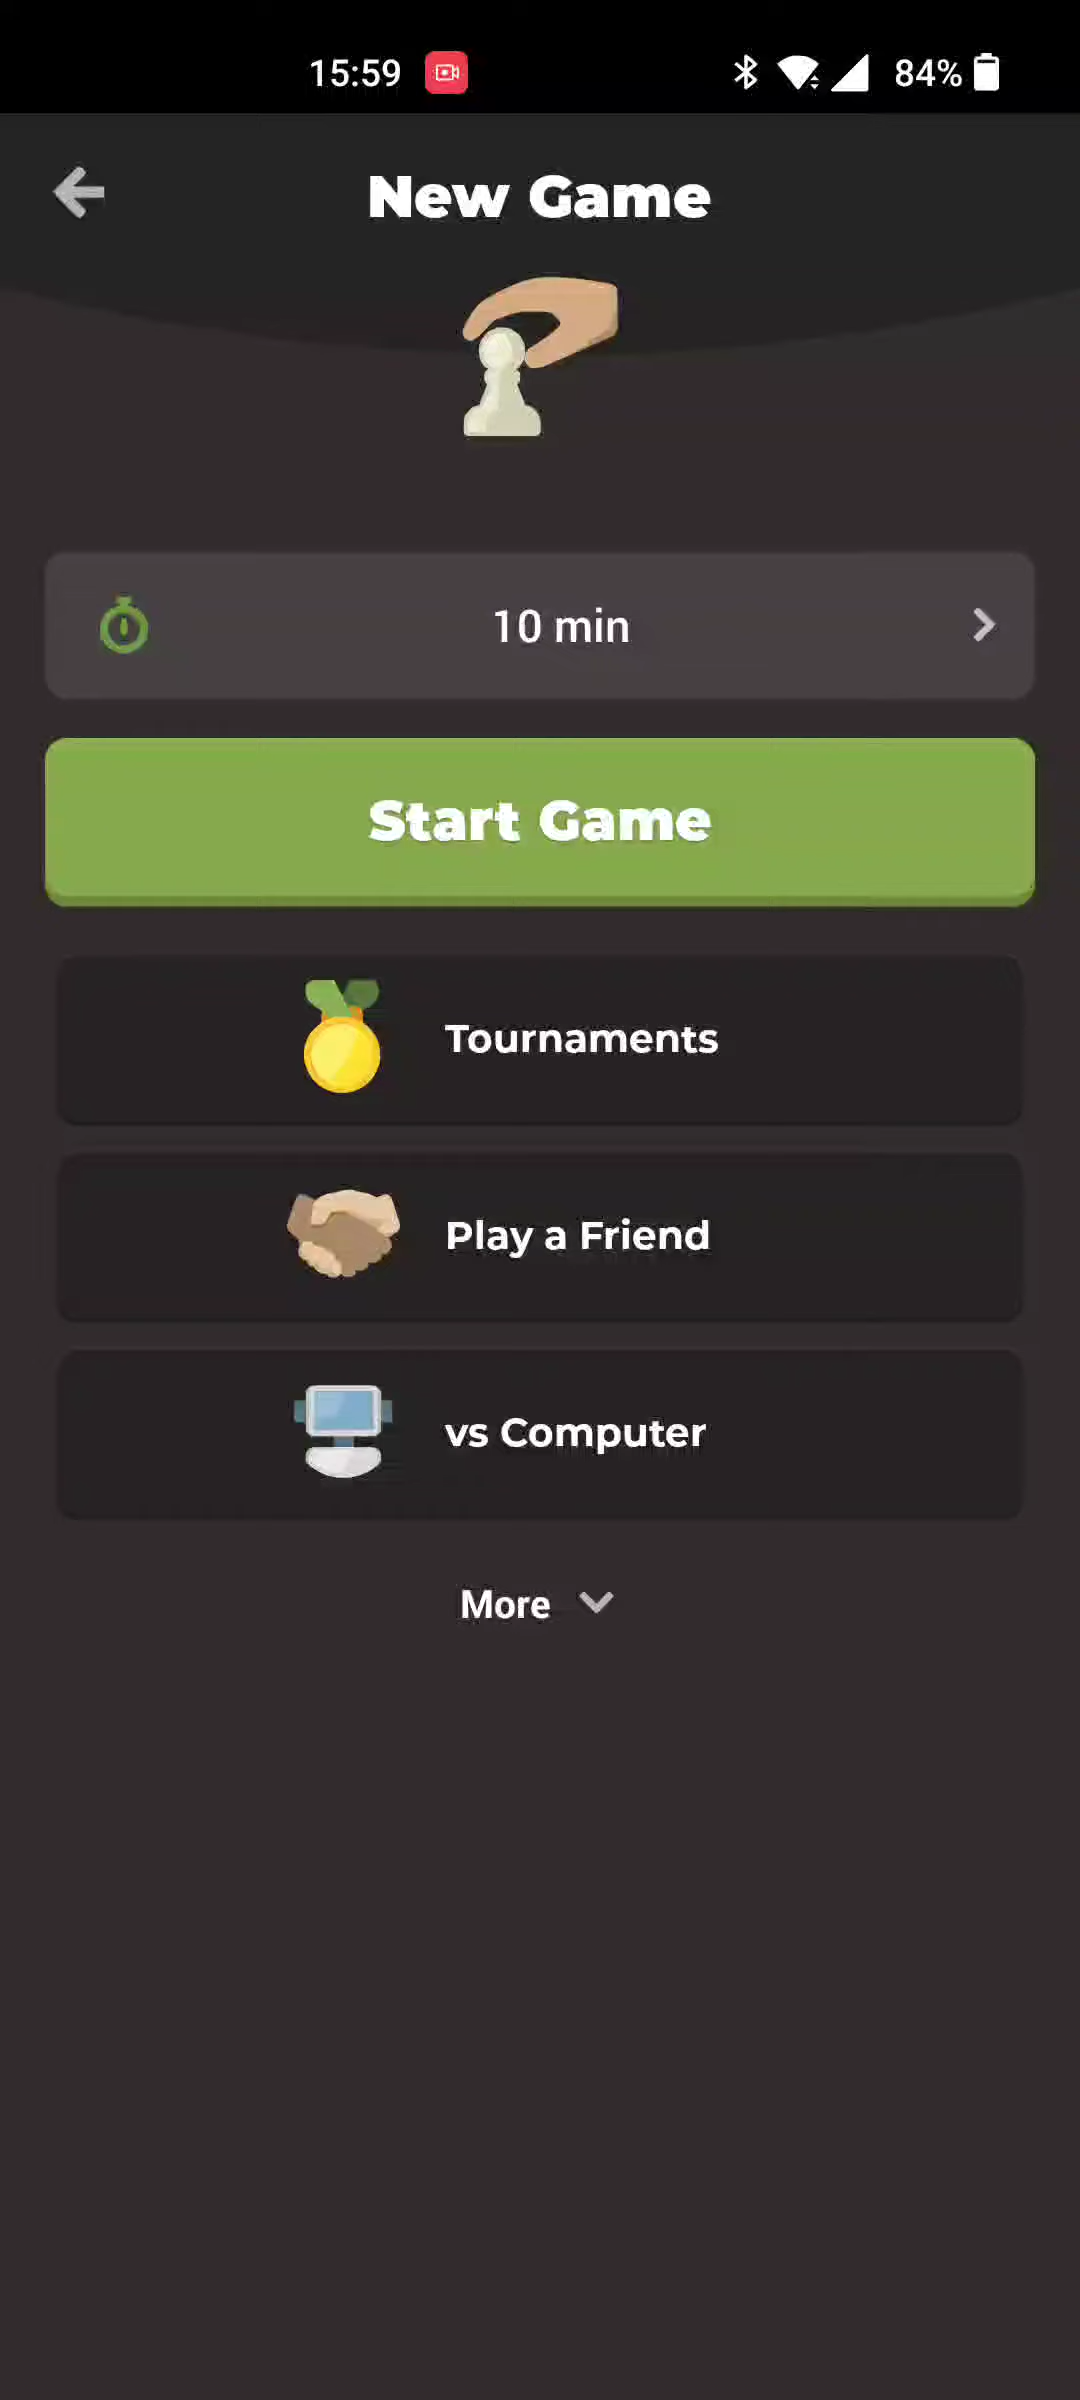 15:59
84%
New Game
10 min
Start Game
Tournaments
Play a Friend
vs Computer
More